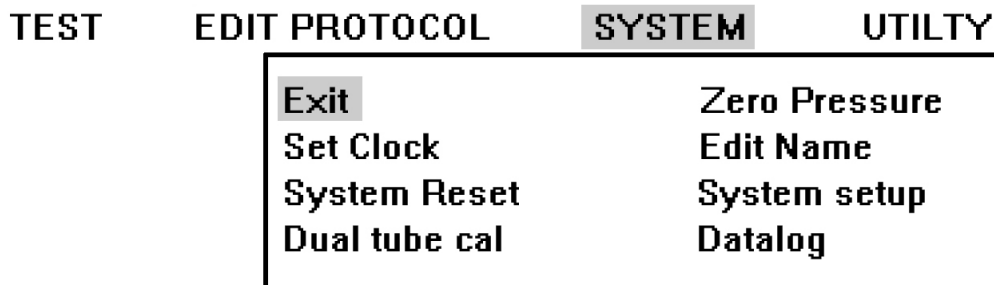 TEST EDIT PROTOCOL SYSTEM UTILTY
Exit Zero Pressure
Set Clock Edit Name
System Reset System setup
Dual tube cal Datalog